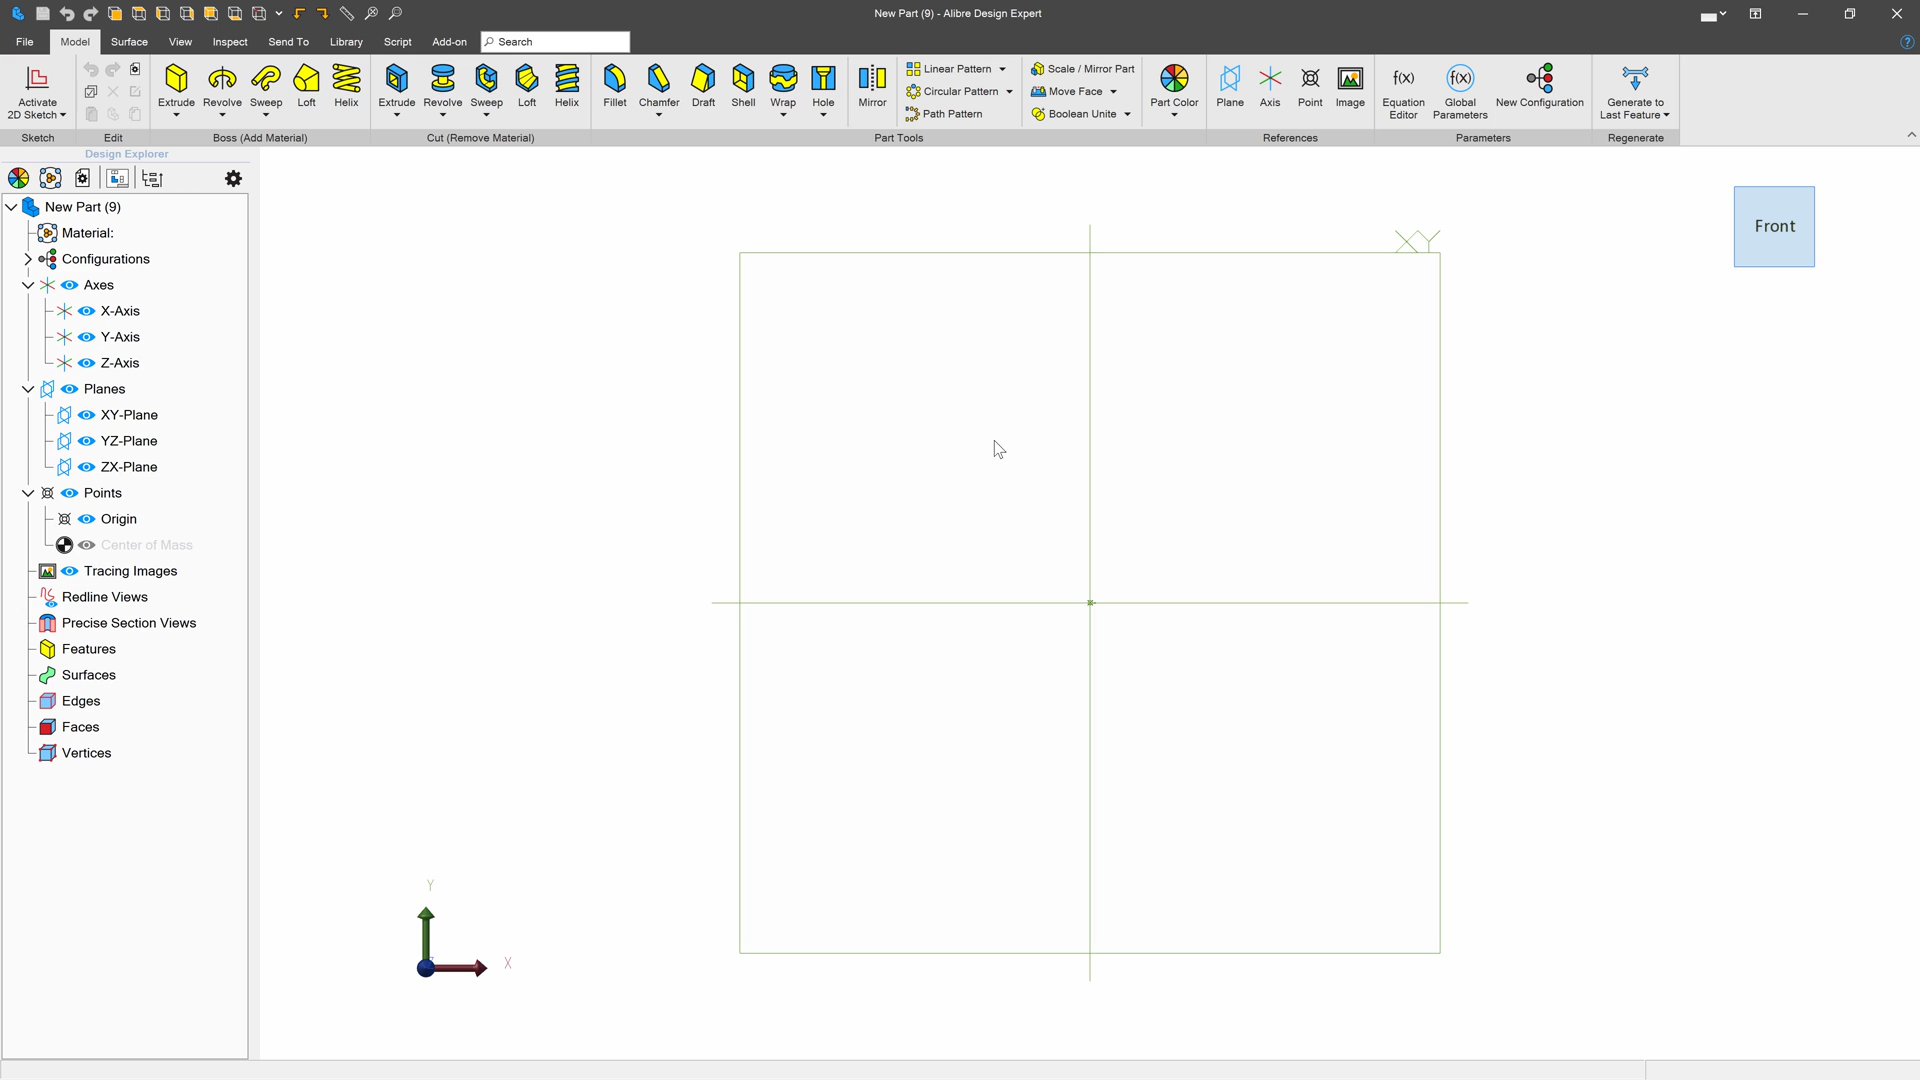 New Part (9) - Alibre Design Expert
File Model Surface View Inspect Send To Library Script Add-on Search
Activate 2D Sketch
Extrude Revolve Sweep Loft Helix
Extrude Revolve Sweep Loft Helix
Fillet Chamfer Draft Shell Wrap Hole
Mirror
Linear Pattern
Circular Pattern
Path Pattern
Scale / Mirror Part
Move Face
Boolean Unite
Part Color
Plane Axis Point Image
Equation Editor
Global Parameters
New Configuration
Generate to Last Feature
Sketch Edit Boss (Add Material) Cut (Remove Material) Part Tools References Parameters Regenerate
Design Explorer
New Part (9)
Material:
Configurations
Axes
X-Axis
Y-Axis
Z-Axis
Planes
XY-Plane
YZ-Plane
ZX-Plane
Points
Origin
Center of Mass
Tracing Images
Redline Views
Precise Section Views
Features
Surfaces
Edges
Faces
Vertices
XY
Front
Y
X